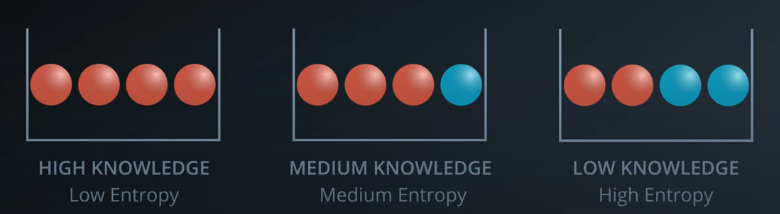 HIGH KNOWLEDGE
Low Entropy
MEDIUM KNOWLEDGE
Medium Entropy
LOW KNOWLEDGE
High Entropy